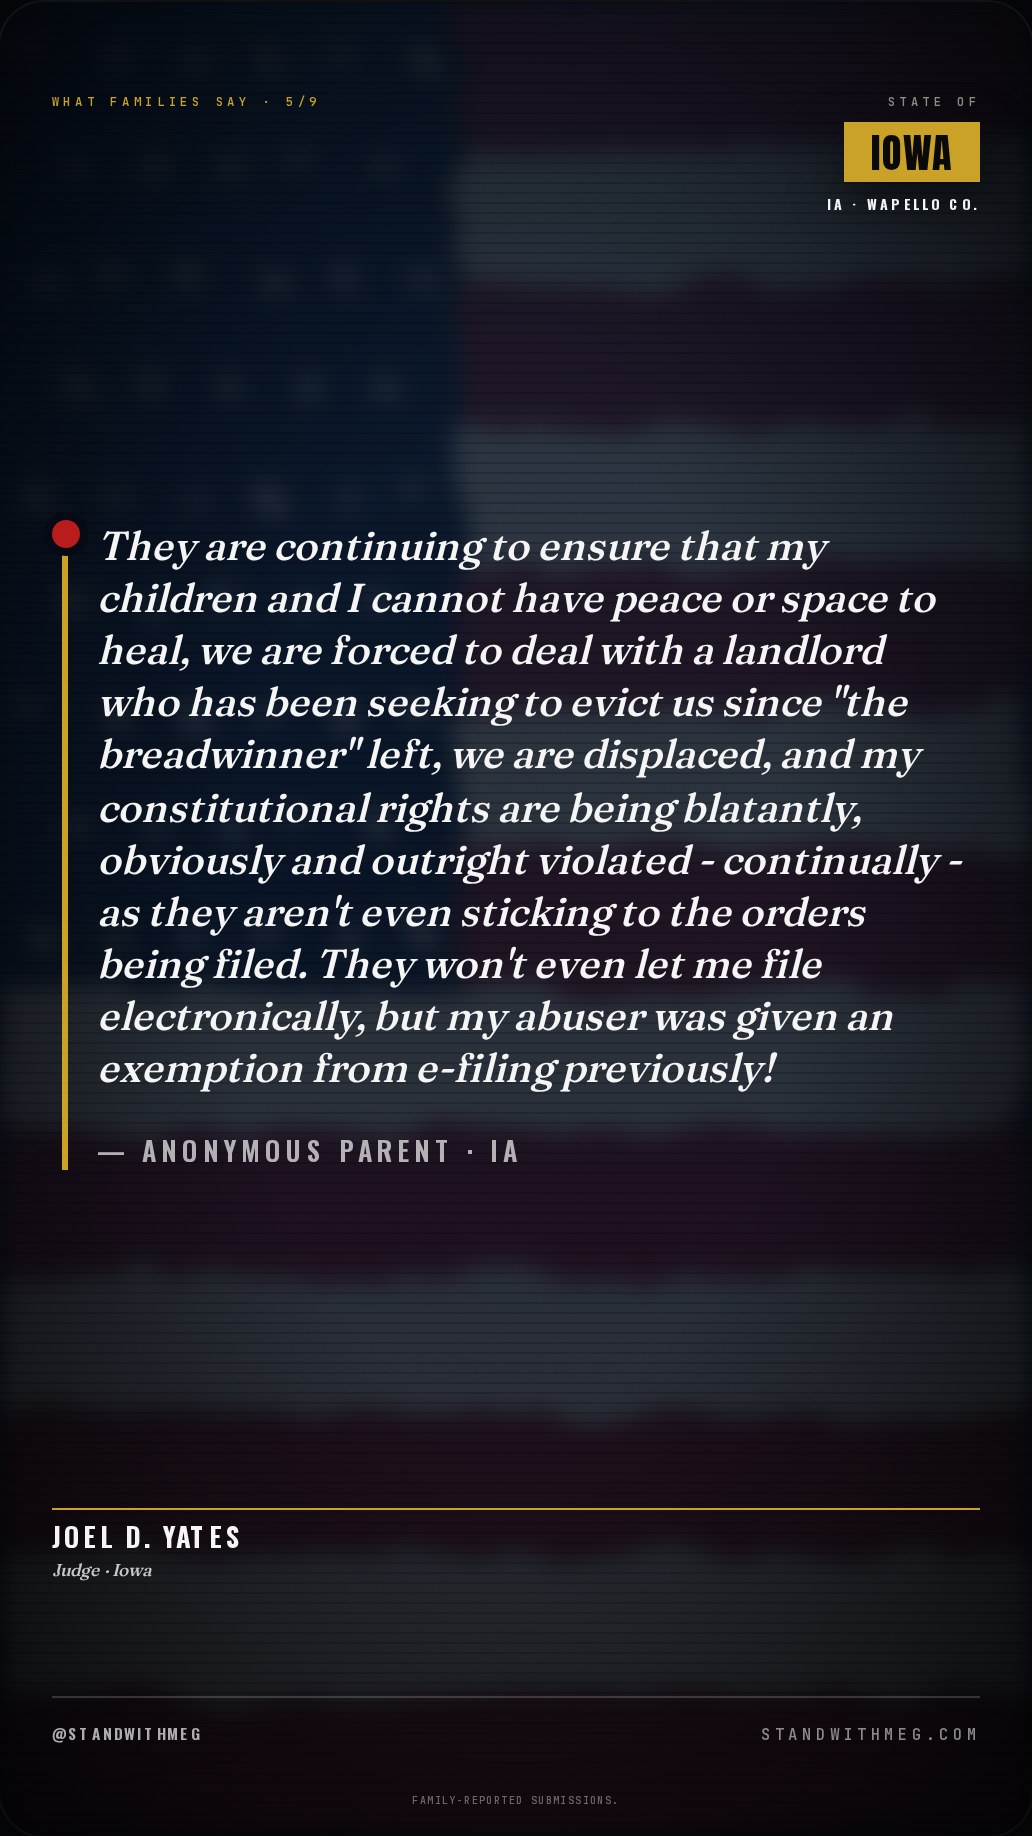 WHAT FAMILIES SAY · 5/9
STATE OF
IOWA
IA · WAPELLO CO.
They are continuing to ensure that my
children and I cannot have peace or space to
heal, we are forced to deal with a landlord
who has been seeking to evict us since "the
breadwinner" left, we are displaced, and my
constitutional rights are being blatantly,
obviously and outright violated - continually -
as they aren't even sticking to the orders
being filed. They won't even let me file
electronically, but my abuser was given an
exemption from e-filing previously!
— ANONYMOUS PARENT · IA
JOEL D. YATES
Judge · Iowa
@STANDWITHMEG
STANDWITHMEG.COM
FAMILY-REPORTED SUBMISSIONS.